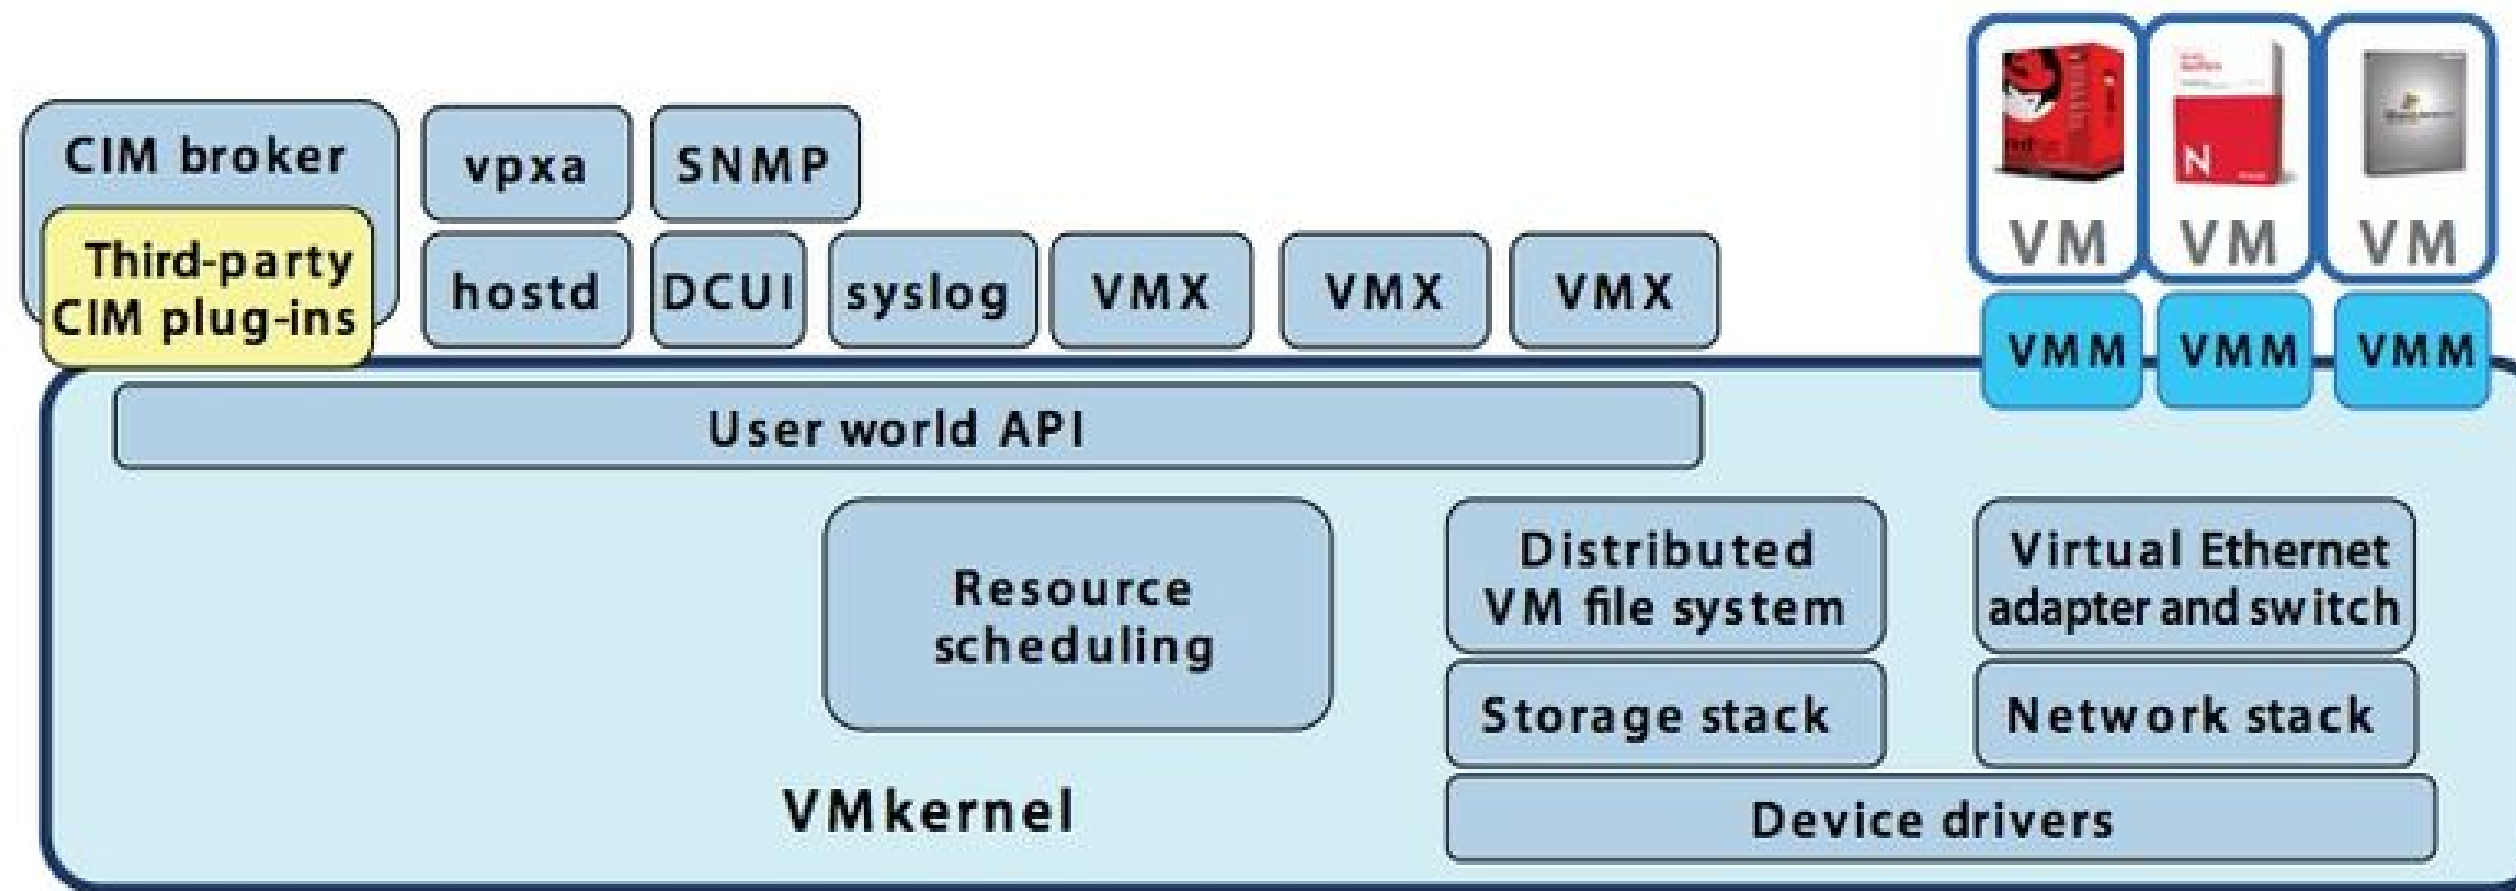 CIM broker
Third-party
CIM plug-ins
vpxa
SNMP
hostd
DCUI
syslog
VMX
VMX
VMX
N
VM
VM
VM
VMM
VMM
VMM
User world API
Resource
scheduling
Distributed
VM file system
Virtual Ethernet
adapter and switch
Storage stack
Network stack
VMkernel
Device drivers